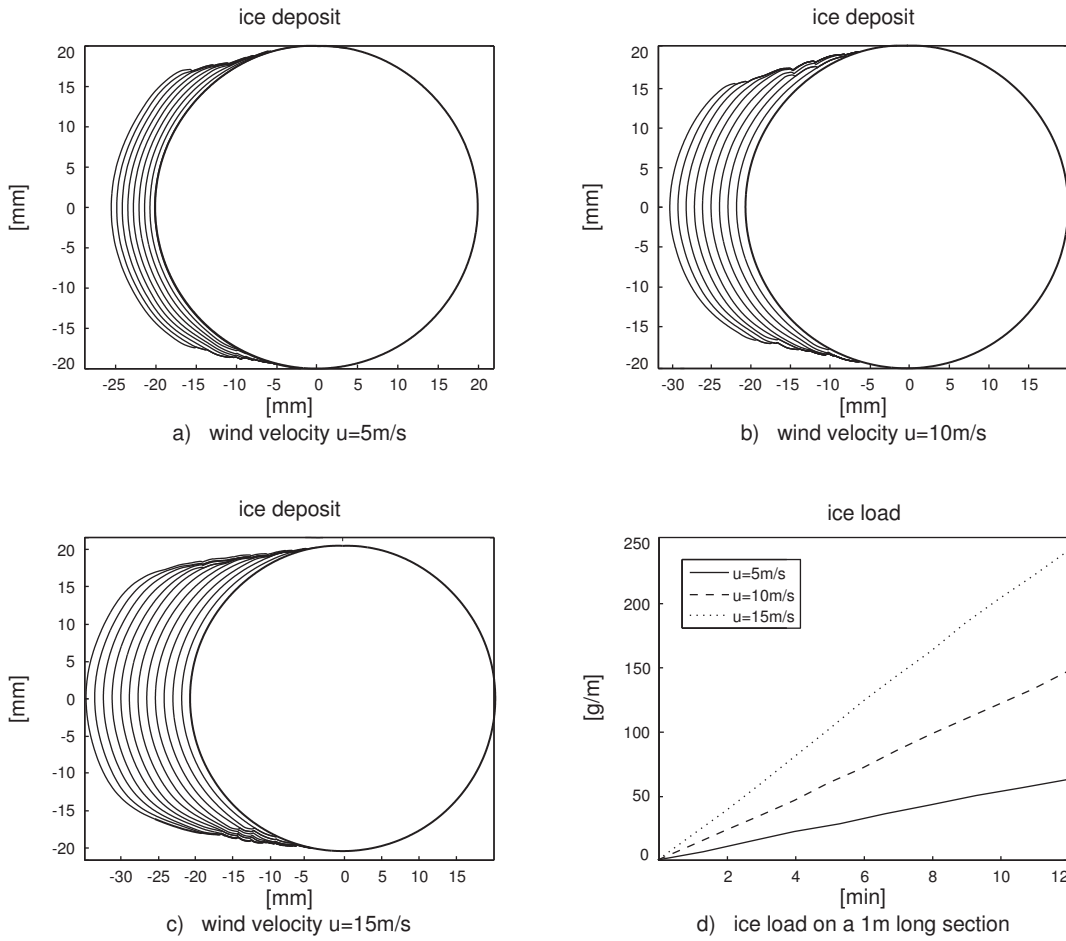 ice deposit
20
10
0
-5
-10
-15
-20
[mm]
-25 -20 -15 -10 -5 0 5 10 15 20
[mm]
a) wind velocity u=5m/s
ice deposit
20
15
10
5
0
-5
-10
-15
-20
[mm]
-30 -25 -20 -15 -10 -5 0 5 10 15
[mm]
b) wind velocity u=10m/s
ice deposit
20
15
10
5
0
-5
-10
-15
-20
[mm]
-30 -25 -20 -15 -10 -5 0 5 10 15
[mm]
c) wind velocity u=15m/s
ice load
250
200
150
100
50
0
[g/m]
u=5m/s
u=10m/s
u=15m/s
2 4 6 8 10 12
[min]
d) ice load on a 1m long section